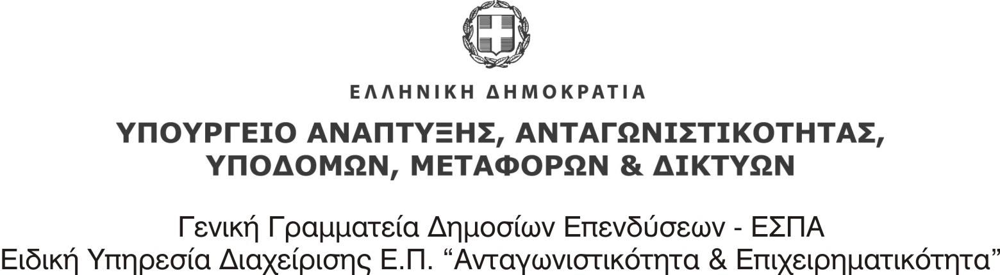 ΕΛΛΗΝΙΚΗ ΔΗΜΟΚΡΑΤΙΑ
ΥΠΟΥΡΓΕΙΟ ΑΝΑΠΤΥΞΗΣ, ΑΝΤΑΓΩΝΙΣΤΙΚΟΤΗΤΑΣ,
ΥΠΟΔΟΜΩΝ, ΜΕΤΑΦΟΡΩΝ & ΔΙΚΤΥΩΝ
Γενική Γραμματεία Δημοσίων Επενδύσεων - ΕΣΠΑ
Ειδική Υπηρεσία Διαχείρισης Ε.Π. “Ανταγωνιστικότητα & Επιχειρηματικότητα”